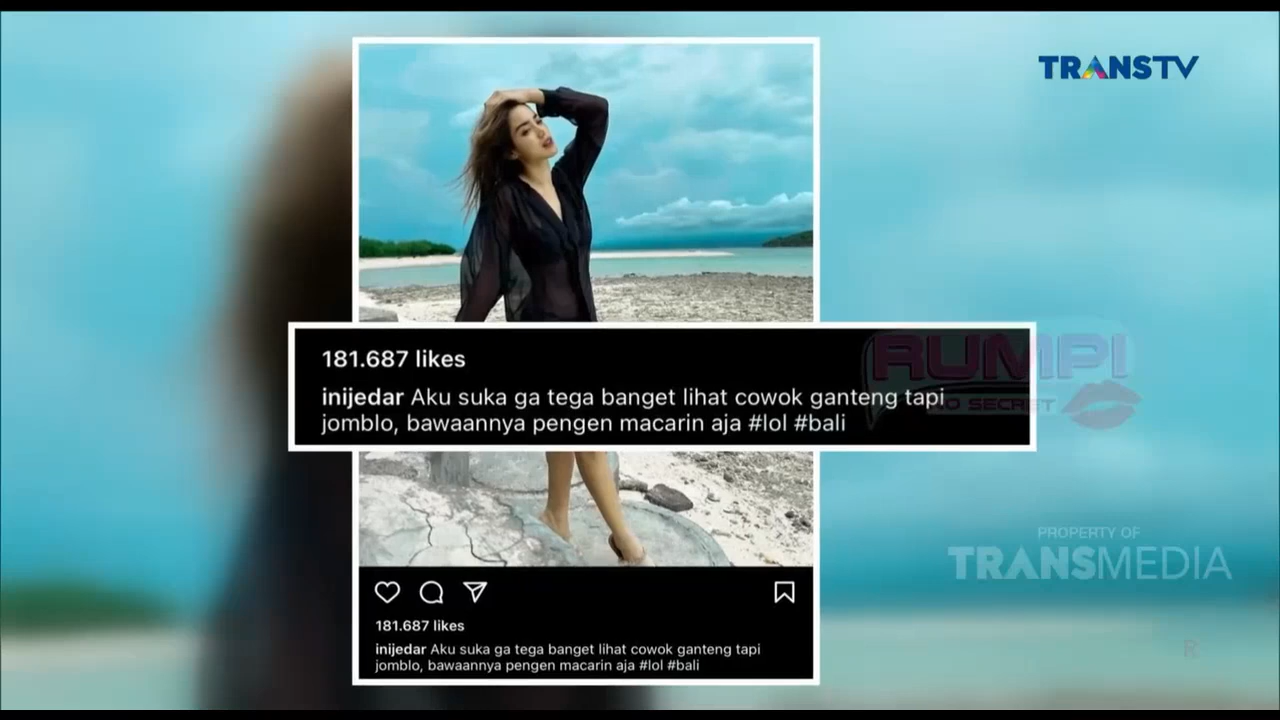 TRANSTV
181.687 likes
inijedar Aku suka ga tega banget lihat cowok ganteng tapi
jomblo, bawaannya pengen macarin aja #lol #bali
RUMPI
NO SECRET
PROPERTY OF
TRANSMEDIA
181.687 likes
inijedar Aku suka ga tega banget lihat cowok ganteng tapi
jomblo, bawaannya pengen macarin aja #lol #bali
R